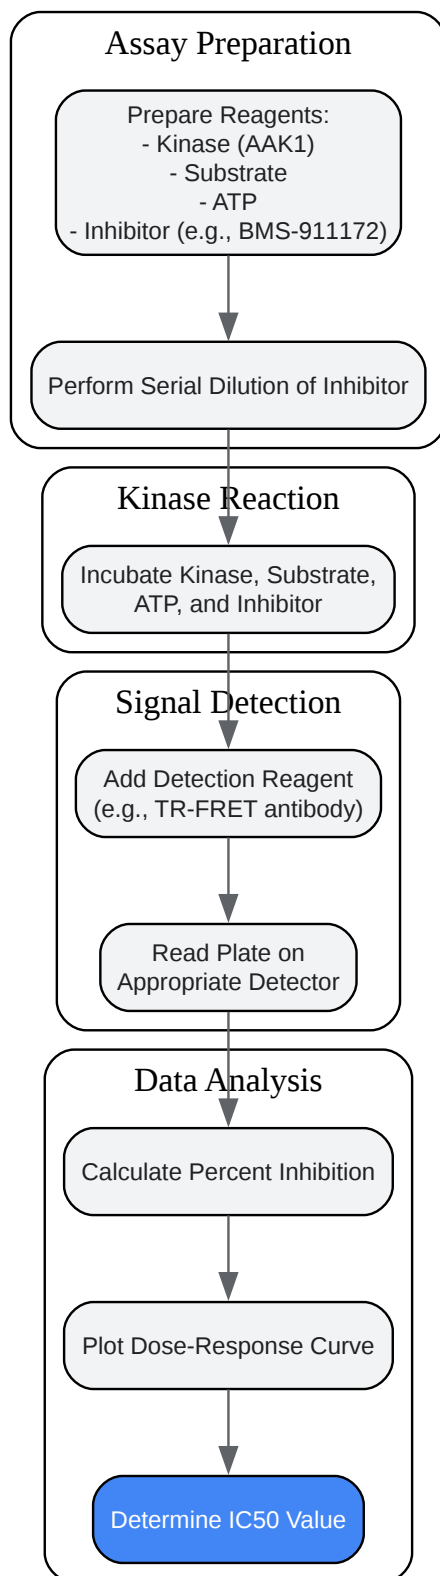 Assay Preparation
Prepare Reagents:
- Kinase (AAK1)
- Substrate
- ATP
- Inhibitor (e.g., BMS-911172)
Perform Serial Dilution of Inhibitor
Kinase Reaction
Incubate Kinase, Substrate,
ATP, and Inhibitor
Signal Detection
Add Detection Reagent
(e.g., TR-FRET antibody)
Read Plate on
Appropriate Detector
Data Analysis
Calculate Percent Inhibition
Plot Dose-Response Curve
Determine IC50 Value